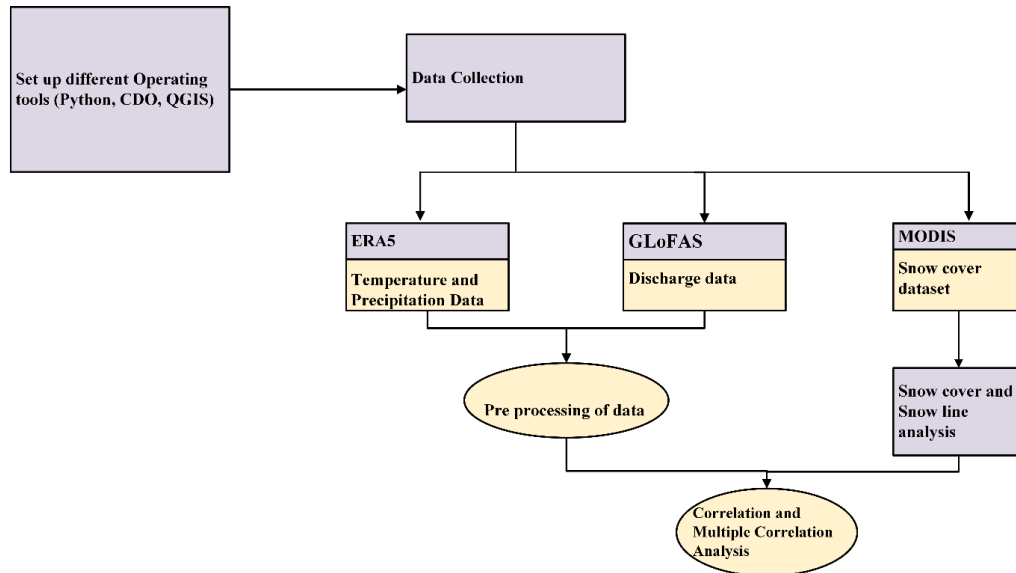 Set up different Operating
tools (Python, CDO, QGIS)
Data Collection
ERA5
Temperature and
Precipitation Data
GLoFAS
Discharge data
MODIS
Snow cover
dataset
Pre processing of data
Snow cover and
Snow line
analysis
Correlation and
Multiple Correlation
Analysis